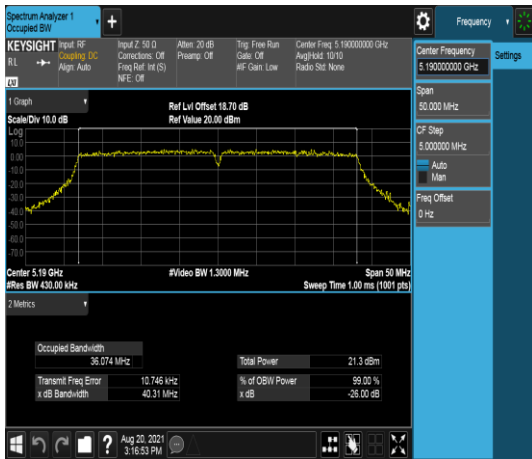 Spectrum Analyzer 1
Occupied BW
Frequency
KEYSIGHT
RL
LXI
Input: RF
Coupling: DC
Align: Auto
Input Z: 50 Ω
Corrections: Off
Freq Ref: Int (S)
NFE: Off
Atten: 20 dB
Preamp: Off
Trig: Free Run
Gate: Off
#IF Gain: Low
Center Freq: 5.190000000 GHz
Avg|Hold: 10/10
Radio Std: None
Center Frequency
5.190000000 GHz
Settings
Span
50.000 MHz
CF Step
5.000000 MHz
Auto
Man
Freq Offset
0 Hz
1 Graph
Scale/Div 10.0 dB
Ref Lvl Offset 18.70 dB
Ref Value 20.00 dBm
Log
10.0
0.00
-10.0
-20.0
-30.0
-40.0
-50.0
-60.0
-70.0
Center 5.19 GHz
#Video BW 1.3000 MHz
Span 50 MHz
#Res BW 430.00 kHz
Sweep Time 1.00 ms (1001 pts)
2 Metrics
Occupied Bandwidth
36.074 MHz
Total Power 21.3 dBm
Transmit Freq Error 10.746 kHz
% of OBW Power 99.00 %
x dB Bandwidth 40.31 MHz
x dB -26.00 dB
?
Aug 20, 2021
3:16:53 PM